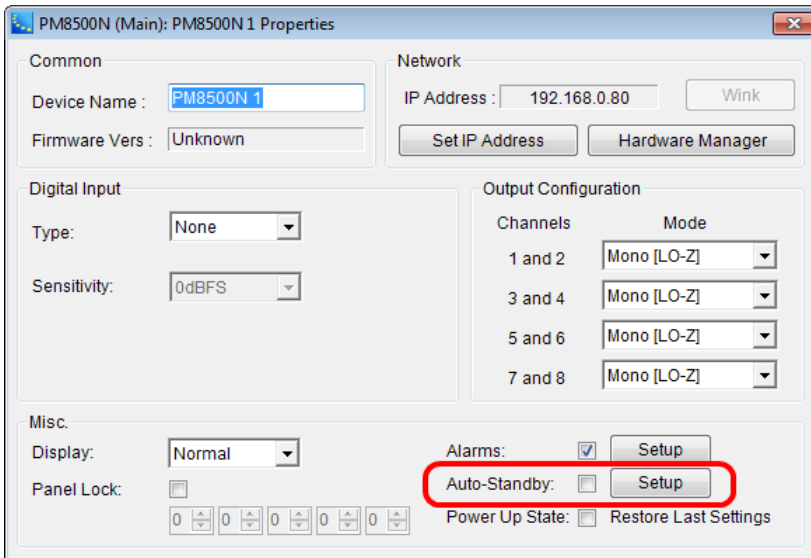 PM8500N (Main): PM8500N 1 Properties
Common
Device Name : PM8500N 1
Firmware Vers : Unknown
Network
IP Address : 192.168.0.80 Wink
Set IP Address Hardware Manager
Digital Input
Type: None
Sensitivity: 0dBFS
Output Configuration
Channels Mode
1 and 2 Mono [LO-Z]
3 and 4 Mono [LO-Z]
5 and 6 Mono [LO-Z]
7 and 8 Mono [LO-Z]
Misc.
Display: Normal
Panel Lock:
0 0 0 0 0
Alarms: Setup
Auto-Standby: Setup
Power Up State: Restore Last Settings